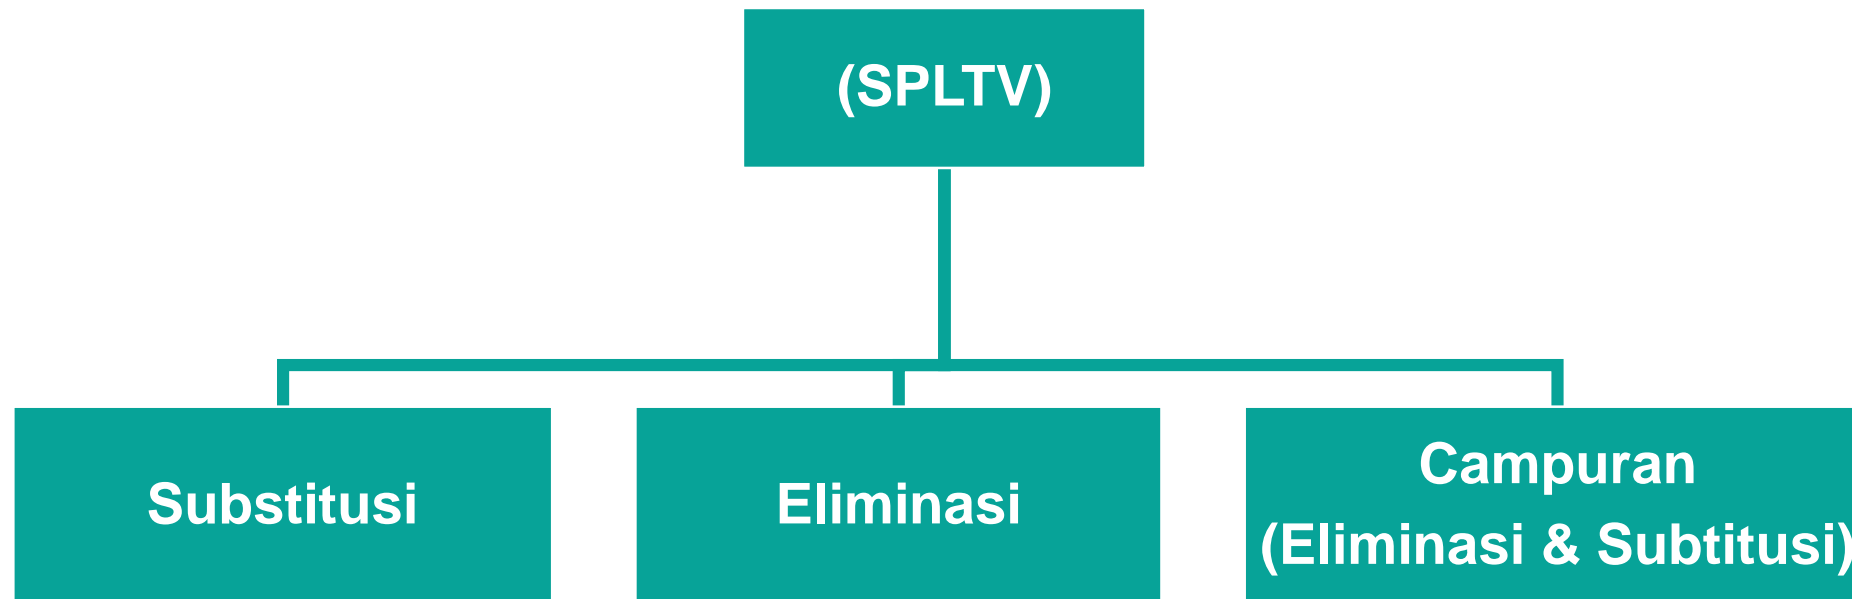 (SPLTV)
Substitusi
Eliminasi
Campuran
(Eliminasi & Subtitusi)